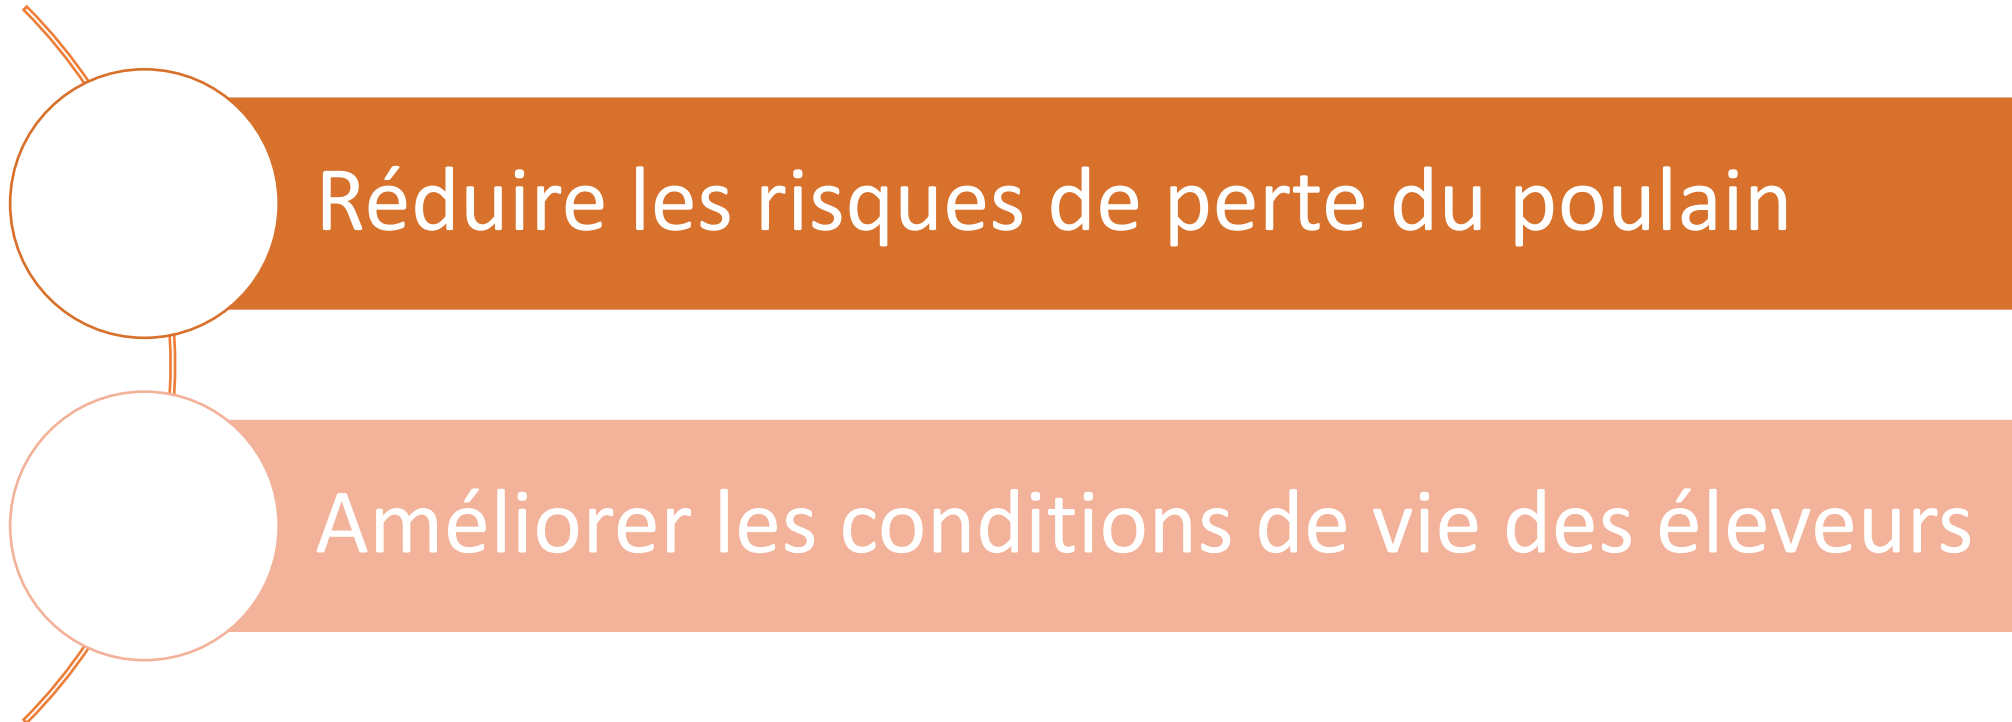 Réduire les risques de perte du poulain
Améliorer les conditions de vie des éleveurs